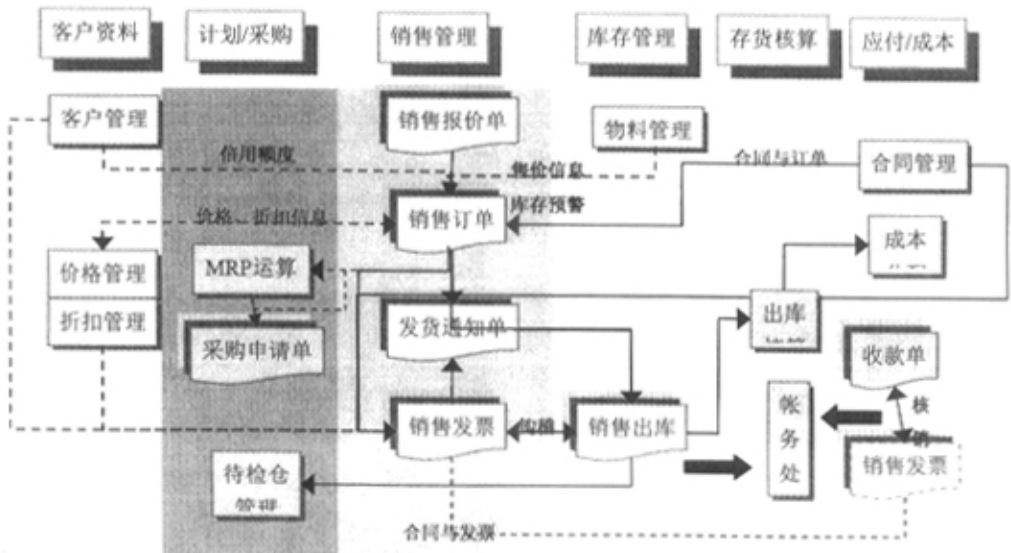 客户资料
计划/采购
销售管理
库存管理
存货核算
应付/成本
客户管理
销售报价单
物料管理
信用额度
售价信息
合同与订单
合同管理
价格、折扣信息
销售订单
库存预警
成本
价格管理
MRP运算
折扣管理
发货通知单
出库
采购申请单
收款单
核
销
销售发票
勾稽
销售出库
帐
务
处
销售发票
待检仓
管理
合同与发票